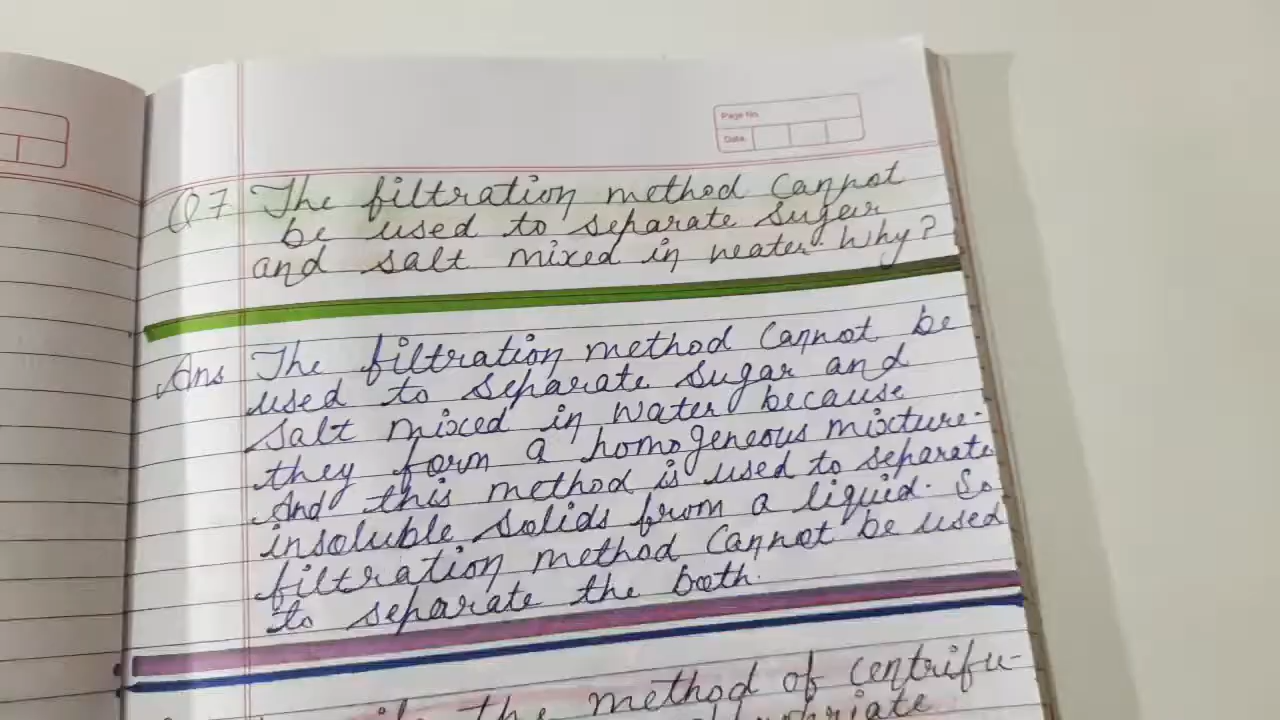 Page No.
Date
Q7 The filtration method cannot
be used to separate sugar
and salt mixed in water. Why?
Ans The filtration method cannot be
used to separate sugar and
salt mixed in water because
they form a homogeneous mixture.
And this method is used to separate
insoluble solids from a liquid. So
filtration method cannot be used
to separate the both.
the method of centrifu-